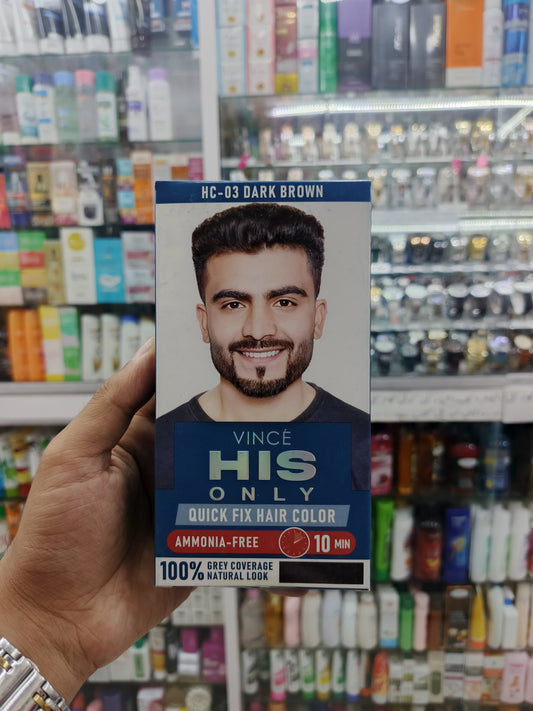 HC-03 DARK BROWN
VINCÉ
HIS
ONLY
QUICK FIX HAIR COLOR
AMMONIA-FREE 10 MIN
100% GREY COVERAGE
NATURAL LOOK